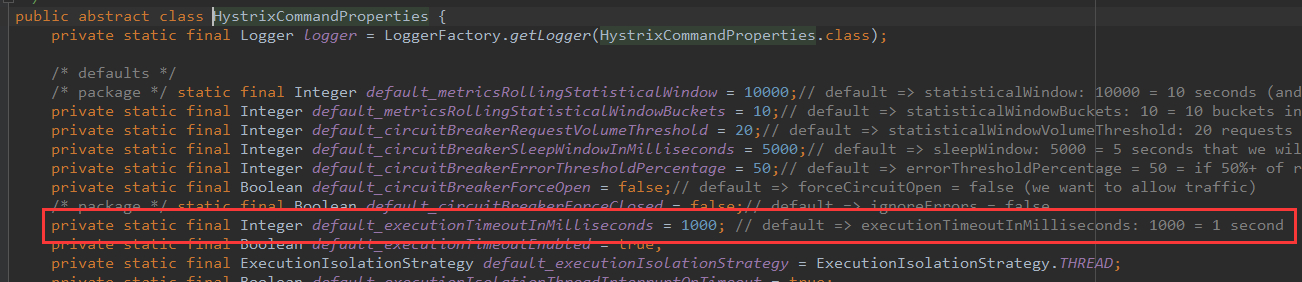 public abstract class HystrixCommandProperties {
private static final Logger logger = LoggerFactory.getLogger(HystrixCommandProperties.class);
/* defaults */
/* package */ static final Integer default_metricsRollingStatisticalWindow = 10000;// default => statisticalWindow: 10000 = 10 seconds (and
private static final Integer default_metricsRollingStatisticalWindowBuckets = 10;// default => statisticalWindowBuckets: 10 = 10 buckets in
private static final Integer default_circuitBreakerRequestVolumeThreshold = 20;// default => statisticalWindowVolumeThreshold: 20 requests
private static final Integer default_circuitBreakerSleepWindowInMilliseconds = 5000;// default => sleepWindow: 5000 = 5 seconds that we wil
private static final Integer default_circuitBreakerErrorThresholdPercentage = 50;// default => errorThresholdPercentage = 50 = if 50%+ of r
private static final Boolean default_circuitBreakerForceOpen = false;// default => forceCircuitOpen = false (we want to allow traffic)
/* package */ static final Boolean default_circuitBreakerForceClosed = false;// default => ignoreErrors = false
private static final Integer default_executionTimeoutInMilliseconds = 1000; // default => executionTimeoutInMilliseconds: 1000 = 1 second
private static final Boolean default_executionTimeoutEnabled = true;
private static final ExecutionIsolationStrategy default_executionIsolationStrategy = ExecutionIsolationStrategy.THREAD;
private static final Boolean default_executionIsolationThreadInterruptOnTimeout = true;